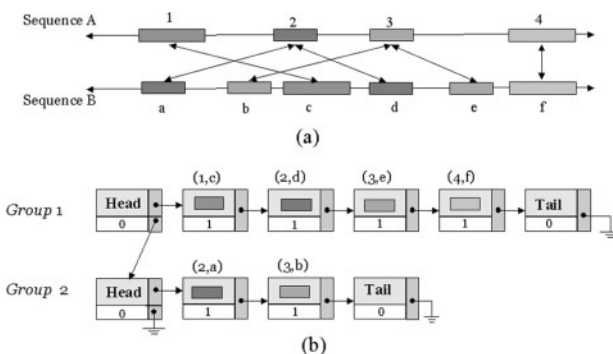 1 2 3 4
Sequence A
Sequence B
a b c d e f
(a)
(1,c) (2,d) (3,e) (4,f)
Group 1 Head Tail
0 1 1 1 1 0
(2,a) (3,b)
Group 2 Head Tail
0 1 1 0
(b)